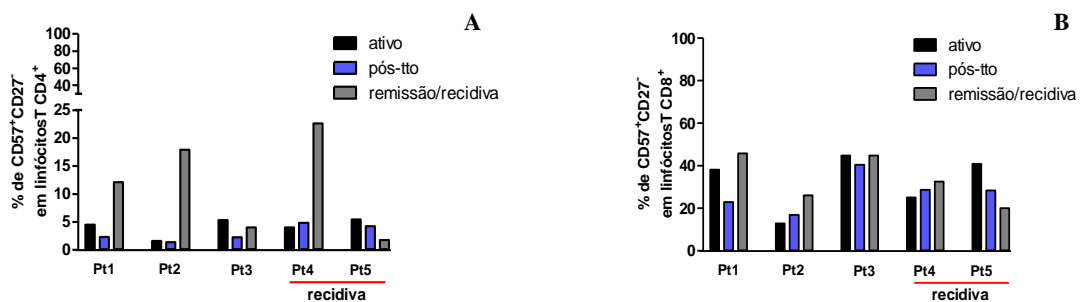 A
% de CD57⁺CD27⁻
em linfócitosT CD4⁺
100
80
60
40
25
20
15
10
5
0
ativo
pós-tto
remissão/recidiva
Pt1 Pt2 Pt3 Pt4 Pt5
recidiva
B
% de CD57⁺CD27⁻
em linfócitosT CD8⁺
100
80
60
40
20
0
ativo
pós-tto
remissão/recidiva
Pt1 Pt2 Pt3 Pt4 Pt5
recidiva